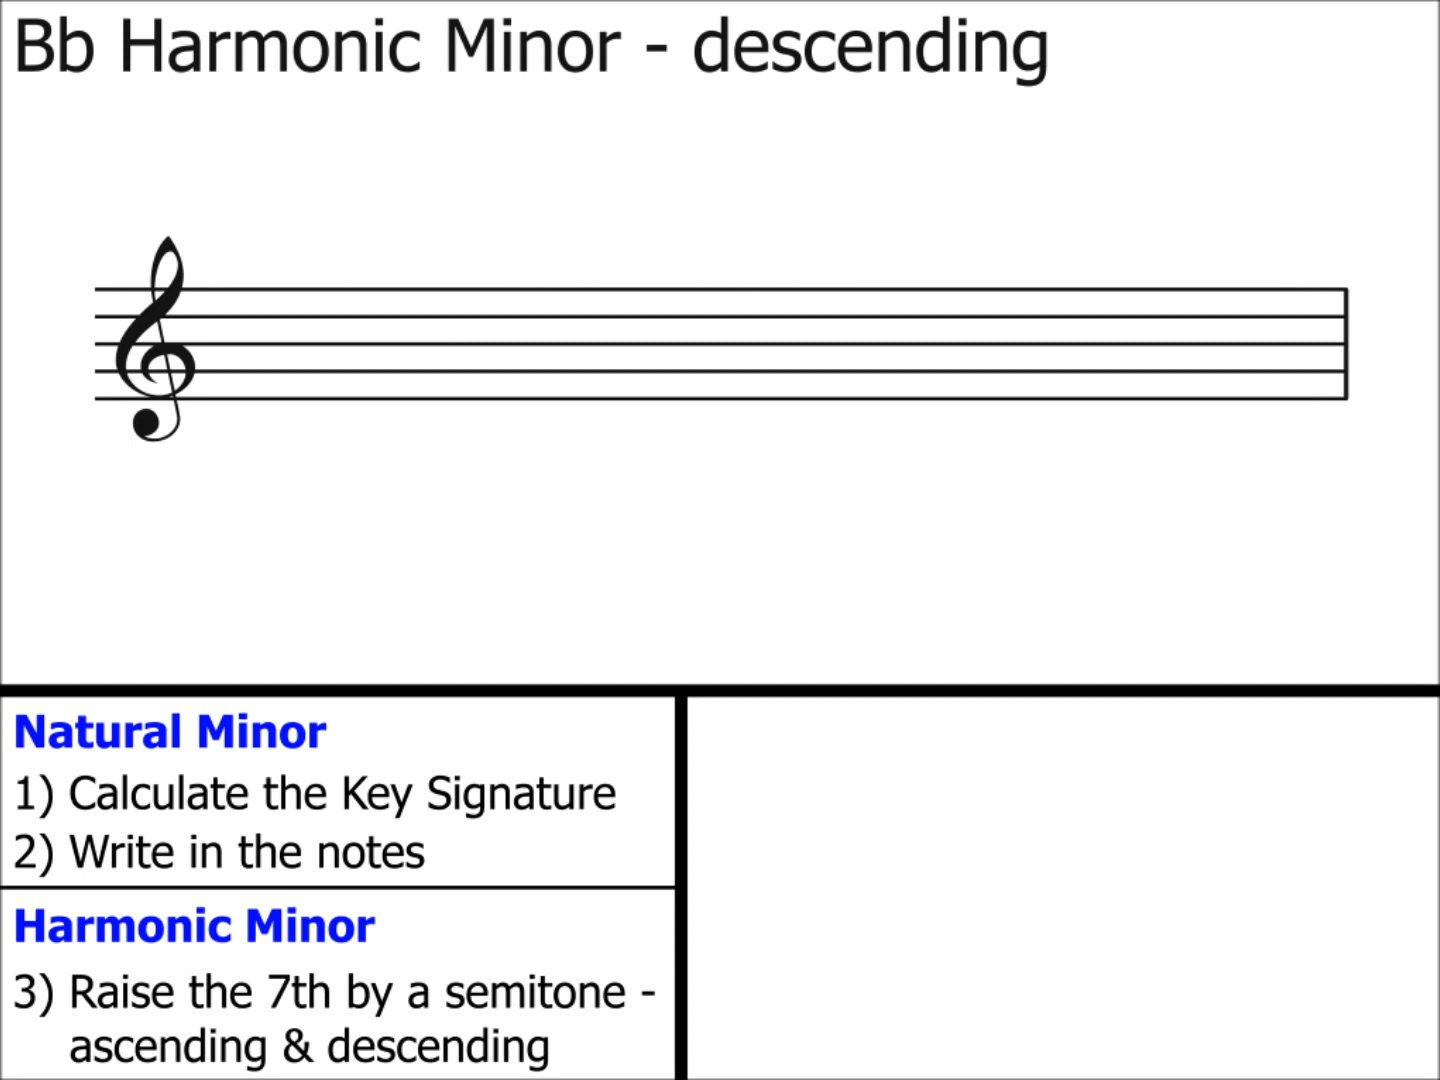 Bb Harmonic Minor - descending
Natural Minor
1) Calculate the Key Signature
2) Write in the notes
Harmonic Minor
3) Raise the 7th by a semitone -
ascending & descending